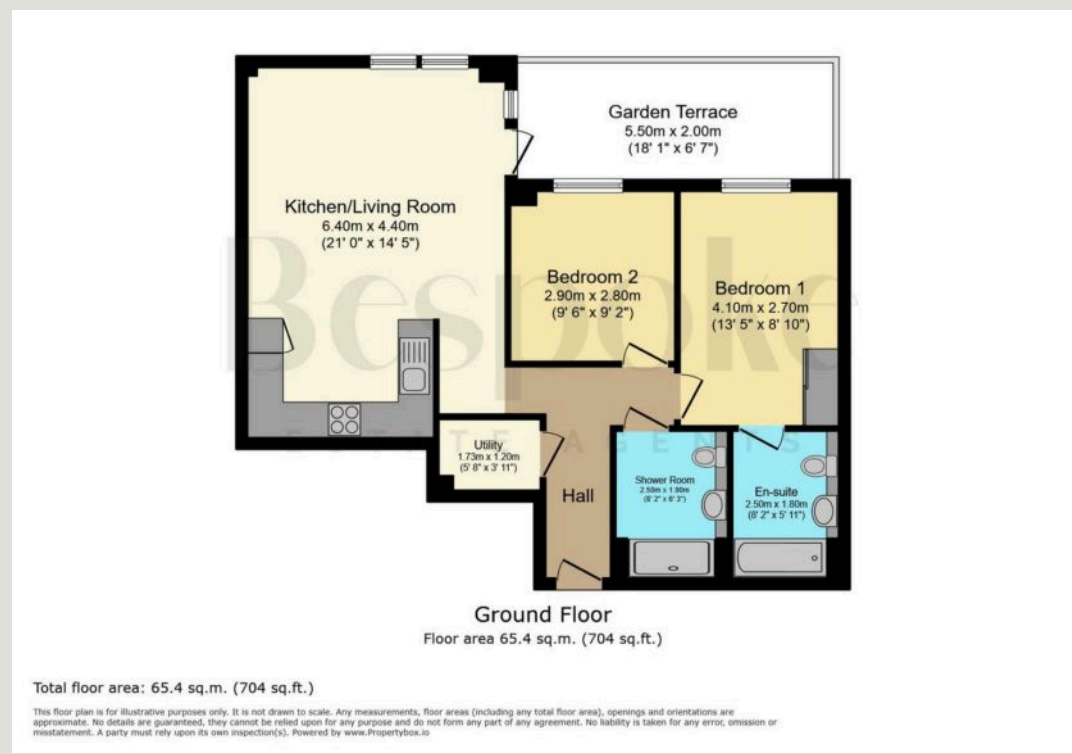 Garden Terrace
5.50m x 2.00m
(18' 1" x 6' 7")
Kitchen/Living Room
6.40m x 4.40m
(21' 0" x 14' 5")
Bedroom 2
2.90m x 2.80m
(9' 6" x 9' 2")
Bedroom 1
4.10m x 2.70m
(13' 5" x 8' 10")
Bespoke
ESTATE AGENTS
Utility
1.73m x 1.20m
(5' 8" x 3' 11")
Hall
Shower Room
2.50m x 1.90m
(8' 2" x 6' 3")
En-suite
2.50m x 1.80m
(8' 2" x 5' 11")
Ground Floor
Floor area 65.4 sq.m. (704 sq.ft.)
Total floor area: 65.4 sq.m. (704 sq.ft.)
This floor plan is for illustrative purposes only. It is not drawn to scale. Any measurements, floor areas (including any total floor area), openings and orientations are
approximate. No details are guaranteed, they cannot be relied upon for any purpose and do not form any part of any agreement. No liability is taken for any error, omission or
misstatement. A party must rely upon its own inspection(s). Powered by www.Propertybox.io